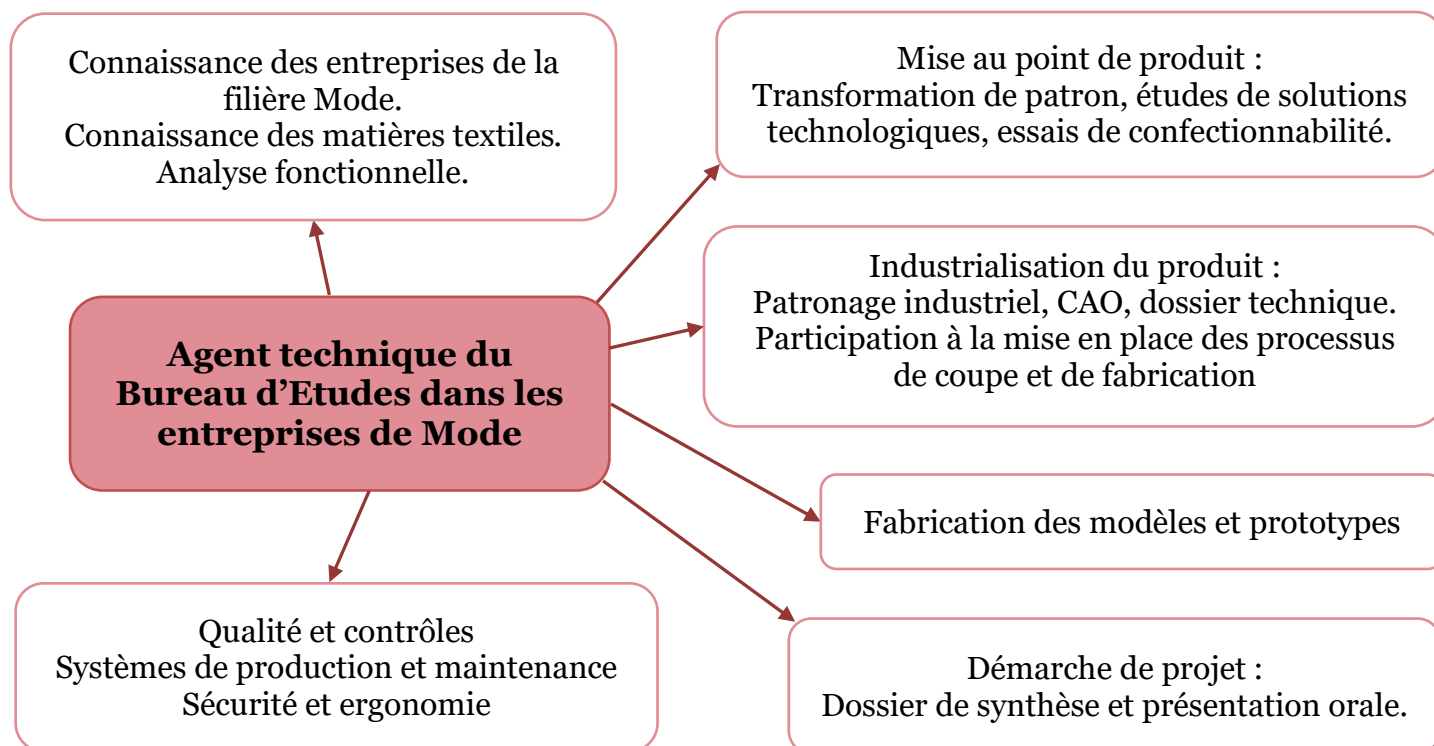 Connaissance des entreprises de la
filière Mode.
Connaissance des matières textiles.
Analyse fonctionnelle.
Mise au point de produit :
Transformation de patron, études de solutions
technologiques, essais de confectionnabilité.
Industrialisation du produit :
Patronage industriel, CAO, dossier technique.
Participation à la mise en place des processus
de coupe et de fabrication
Agent technique du
Bureau d’Etudes dans les
entreprises de Mode
Fabrication des modèles et prototypes
Qualité et contrôles
Systèmes de production et maintenance
Sécurité et ergonomie
Démarche de projet :
Dossier de synthèse et présentation orale.